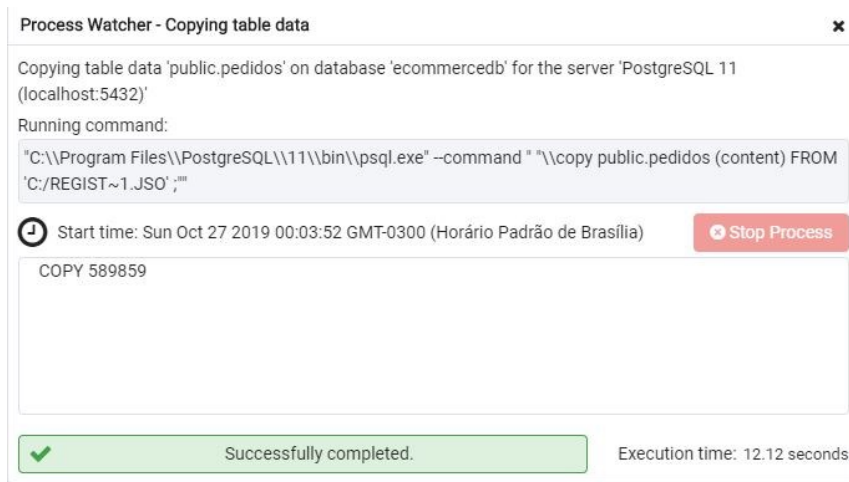 Process Watcher - Copying table data
Copying table data 'public.pedidos' on database 'ecommercedb' for the server 'PostgreSQL 11
(localhost:5432)'
Running command:
"C:\\Program Files\\PostgreSQL\\11\\bin\\psql.exe" --command " "\\copy public.pedidos (content) FROM
'C:/REGIST~1.JSO' ;""
Start time: Sun Oct 27 2019 00:03:52 GMT-0300 (Horário Padrão de Brasília) Stop Process
COPY 589859
Successfully completed. Execution time: 12.12 seconds